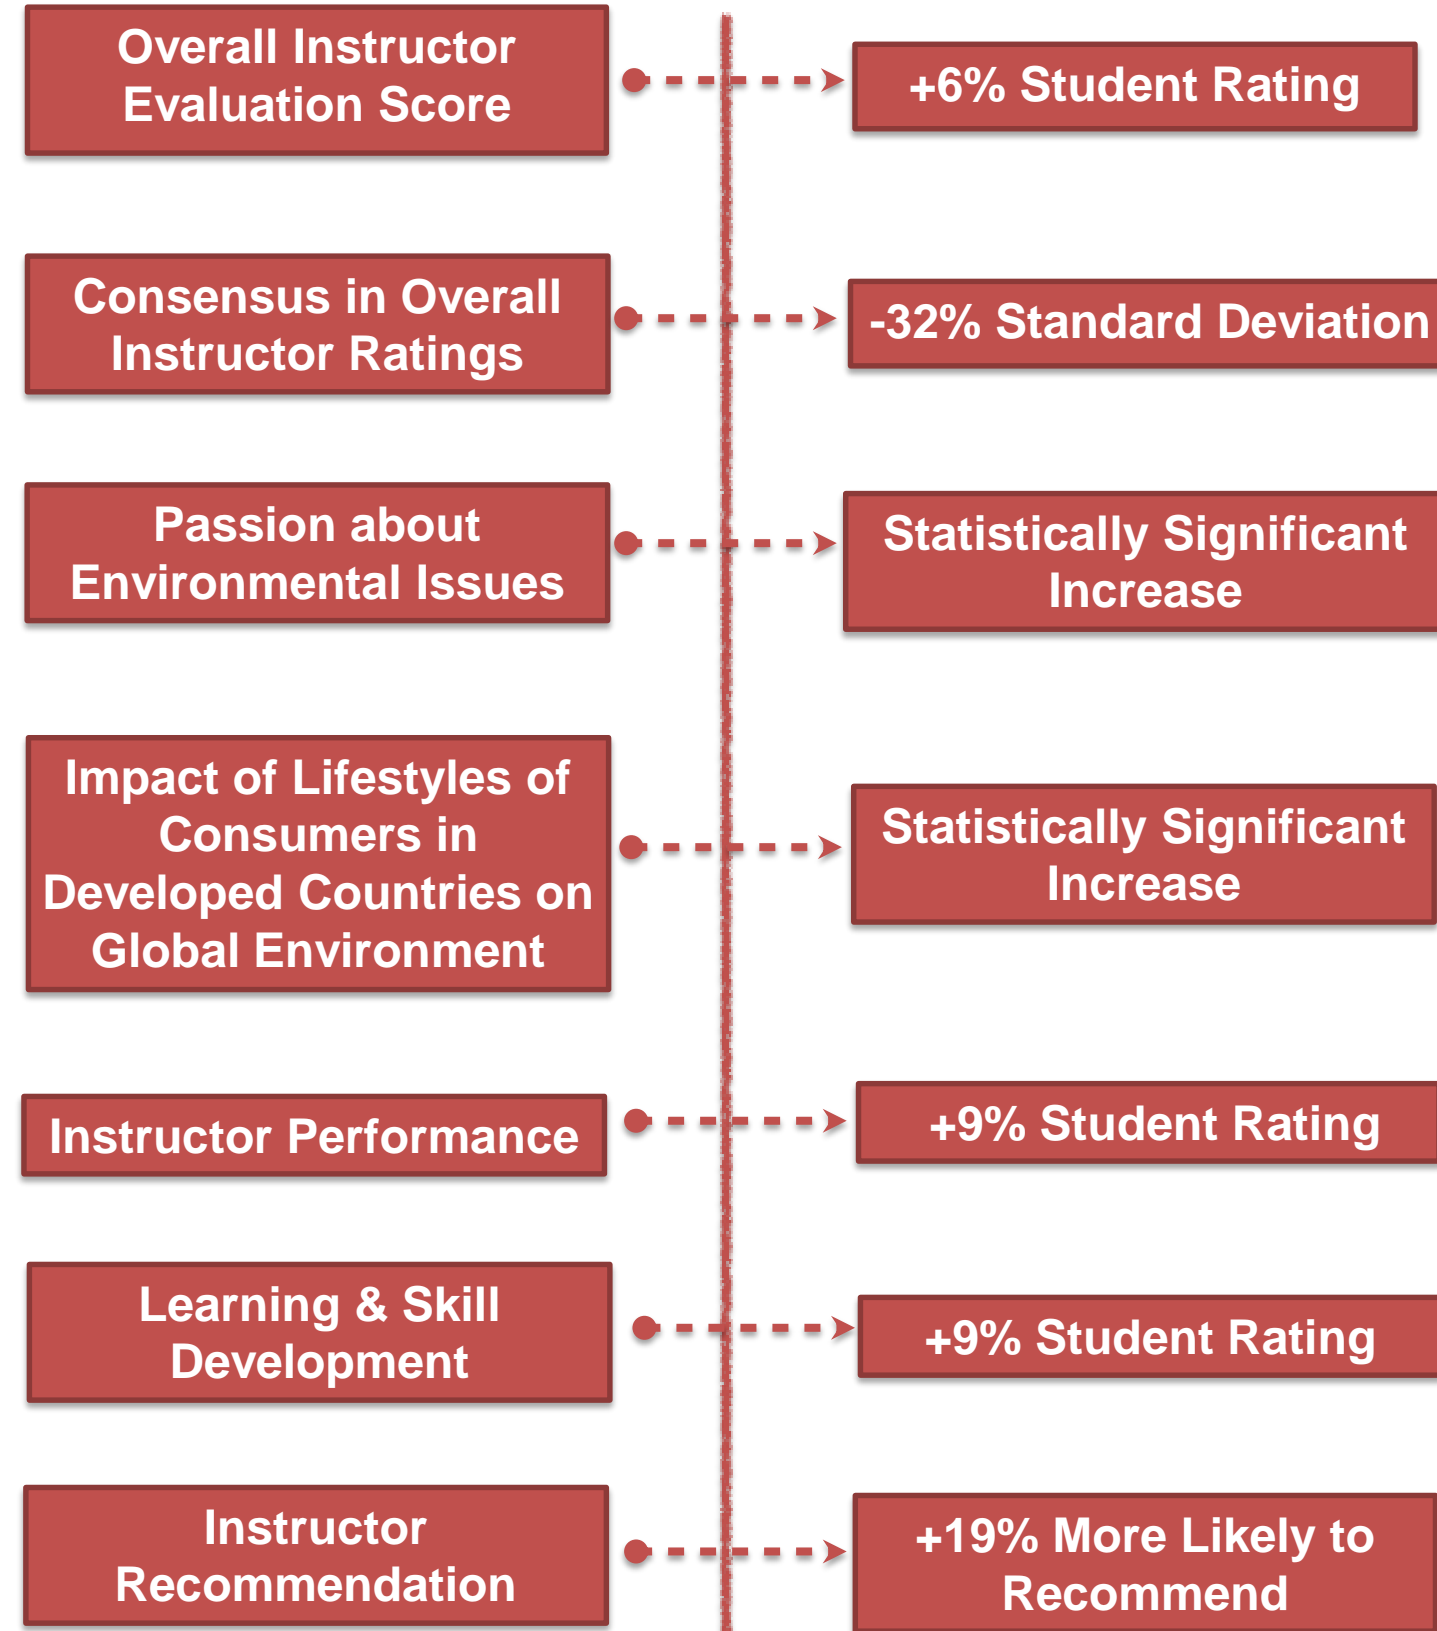 Overall Instructor
Evaluation Score
+6% Student Rating
Consensus in Overall
Instructor Ratings
-32% Standard Deviation
Passion about
Environmental Issues
Statistically Significant
Increase
Impact of Lifestyles of
Consumers in
Developed Countries on
Global Environment
Statistically Significant
Increase
Instructor Performance
+9% Student Rating
Learning & Skill
Development
+9% Student Rating
Instructor
Recommendation
+19% More Likely to
Recommend